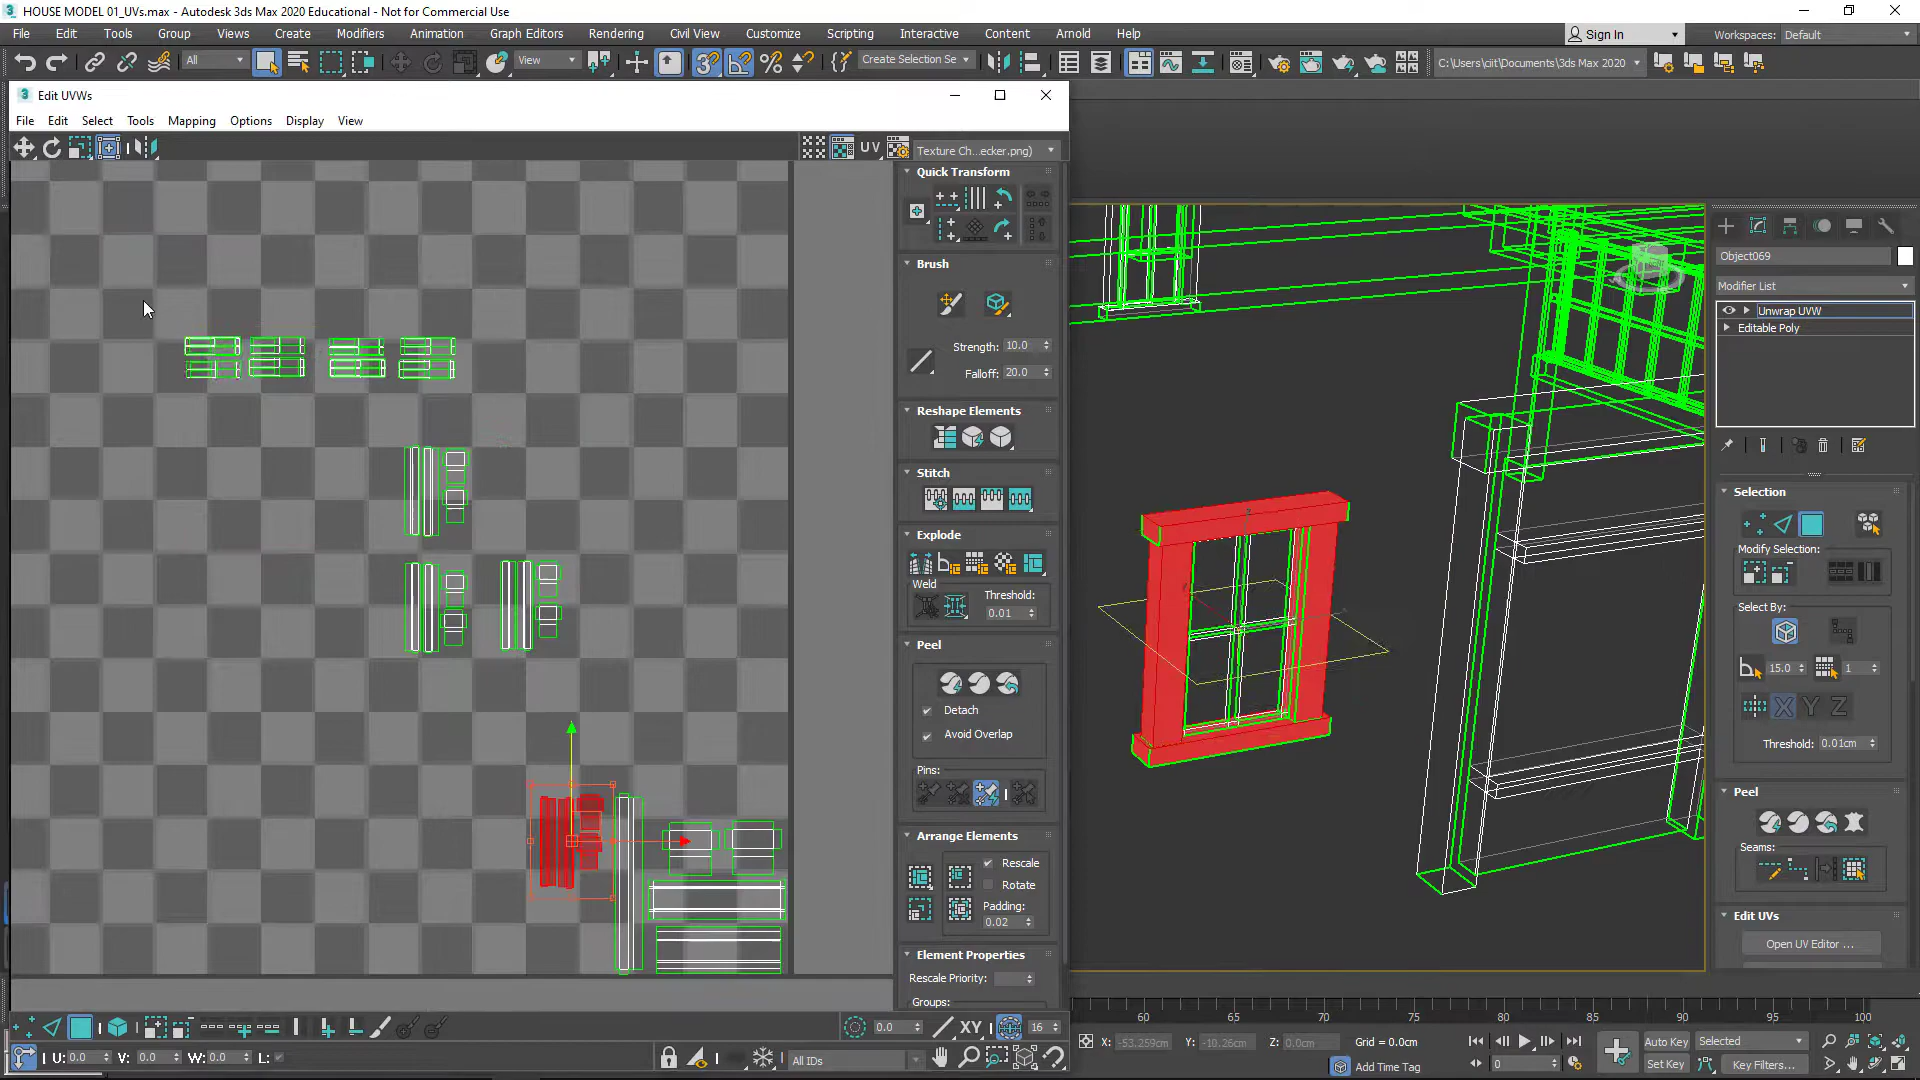 HOUSE MODEL 01_UVs.max - Autodesk 3ds Max 2020 Educational - Not for Commercial Use
File Edit Tools Group Views Create Modifiers Animation Graph Editors Rendering Civil View Customize Scripting Interactive Content Arnold Help
Sign In
Workspaces: Default
All
View
Create Selection Se
C:\Users\ciit\Documents\3ds Max 2020
Edit UVWs
File Edit Select Tools Mapping Options Display View
UV
Texture Ch...ecker.png)
Quick Transform
Brush
Strength: 10.0
Falloff: 20.0
Reshape Elements
Stitch
Explode
Weld
Threshold:
0.01
Peel
Detach
Avoid Overlap
Pins:
Arrange Elements
Rescale
Rotate
Padding:
0.02
Element Properties
Rescale Priority:
Groups:
0.0
XY
16
U: 0.0 V: 0.0 W: 0.0 L:
All IDs
Object069
Modifier List
Unwrap UVW
Editable Poly
Selection
Modify Selection:
Select By:
15.0
1
X Y Z
Threshold: 0.01cm
Peel
Seams:
Edit UVs
Open UV Editor ...
60 65 70 75 80 85 90 95 100
X: -53.259cm Y: -10.26cm Z: 0.0cm
Grid = 0.0cm
Add Time Tag
0
Auto Key
Selected
Set Key
Key Filters...